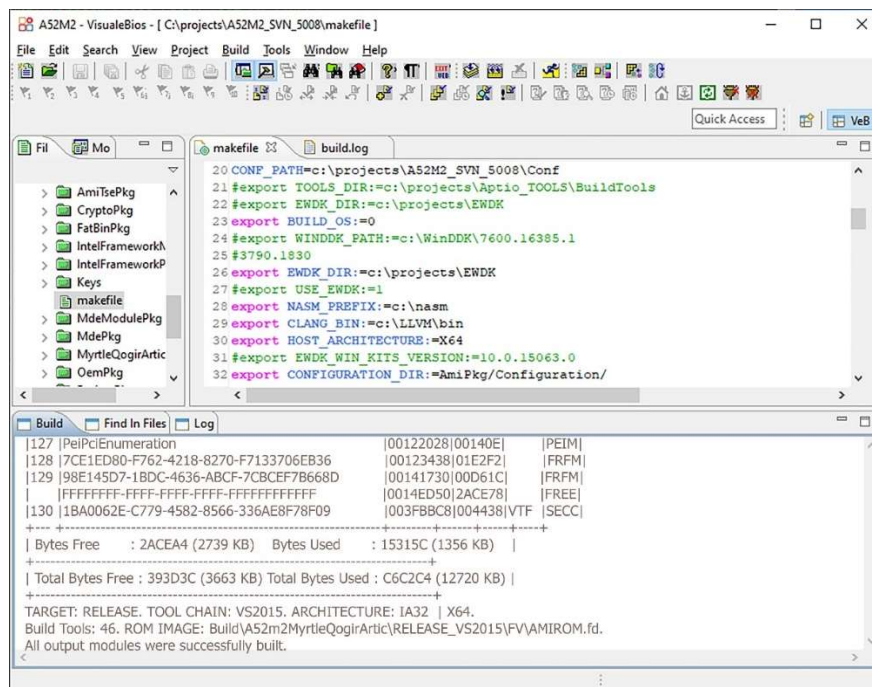 A52M2 - VisualeBios - [ C:\projects\A52M2_SVN_5008\makefile ]
File Edit Search View Project Build Tools Window Help
Quick Access
VeB
Fil
Mo
AmiTsePkg
CryptoPkg
FatBinPkg
IntelFrameworkM
IntelFrameworkP
Keys
makefile
MdeModulePkg
MdePkg
MyrtleQogirArtic
OemPkg
makefile build.log
20 CONF_PATH=c:\projects\A52M2_SVN_5008\Conf
21 #export TOOLS_DIR:=c:\projects\Aptio_TOOLS\BuildTools
22 #export EWDK_DIR:=c:\projects\EWDK
23 export BUILD_OS:=0
24 #export WINDDK_PATH:=c:\WinDDK\7600.16385.1
25 #3790.1830
26 export EWDK_DIR:=c:\projects\EWDK
27 #export USE_EWDK:=1
28 export NASM_PREFIX:=c:\nasm
29 export CLANG_BIN:=c:\LLVM\bin
30 export HOST_ARCHITECTURE:=X64
31 #export EWDK_WIN_KITS_VERSION:=10.0.15063.0
32 export CONFIGURATION_DIR:=AmiPkg/Configuration/
Build Find In Files Log
|127 |PeiPciEnumeration |00122028|00140E| |PEIM|
|128 |7CE1ED80-F762-4218-8270-F7133706EB36 |00123438|01E2F2| |FRFM|
|129 |98E145D7-1BDC-4636-ABCF-7CBCEF7B668D |00141730|00D61C| |FRFM|
| |FFFFFFFF-FFFF-FFFF-FFFF-FFFFFFFFFFFF |0014ED50|2ACE78| |FREE|
|130 |1BA0062E-C779-4582-8566-336AE8F78F09 |003FBBC8|004438|VTF |SECC|
| Bytes Free : 2ACEA4 (2739 KB) Bytes Used : 15315C (1356 KB) |
| Total Bytes Free : 393D3C (3663 KB) Total Bytes Used : C6C2C4 (12720 KB) |
TARGET: RELEASE. TOOL CHAIN: VS2015. ARCHITECTURE: IA32 | X64.
Build Tools: 46. ROM IMAGE: Build\A52m2MyrtleQogirArtic\RELEASE_VS2015\FV\AMIROM.fd.
All output modules were successfully built.